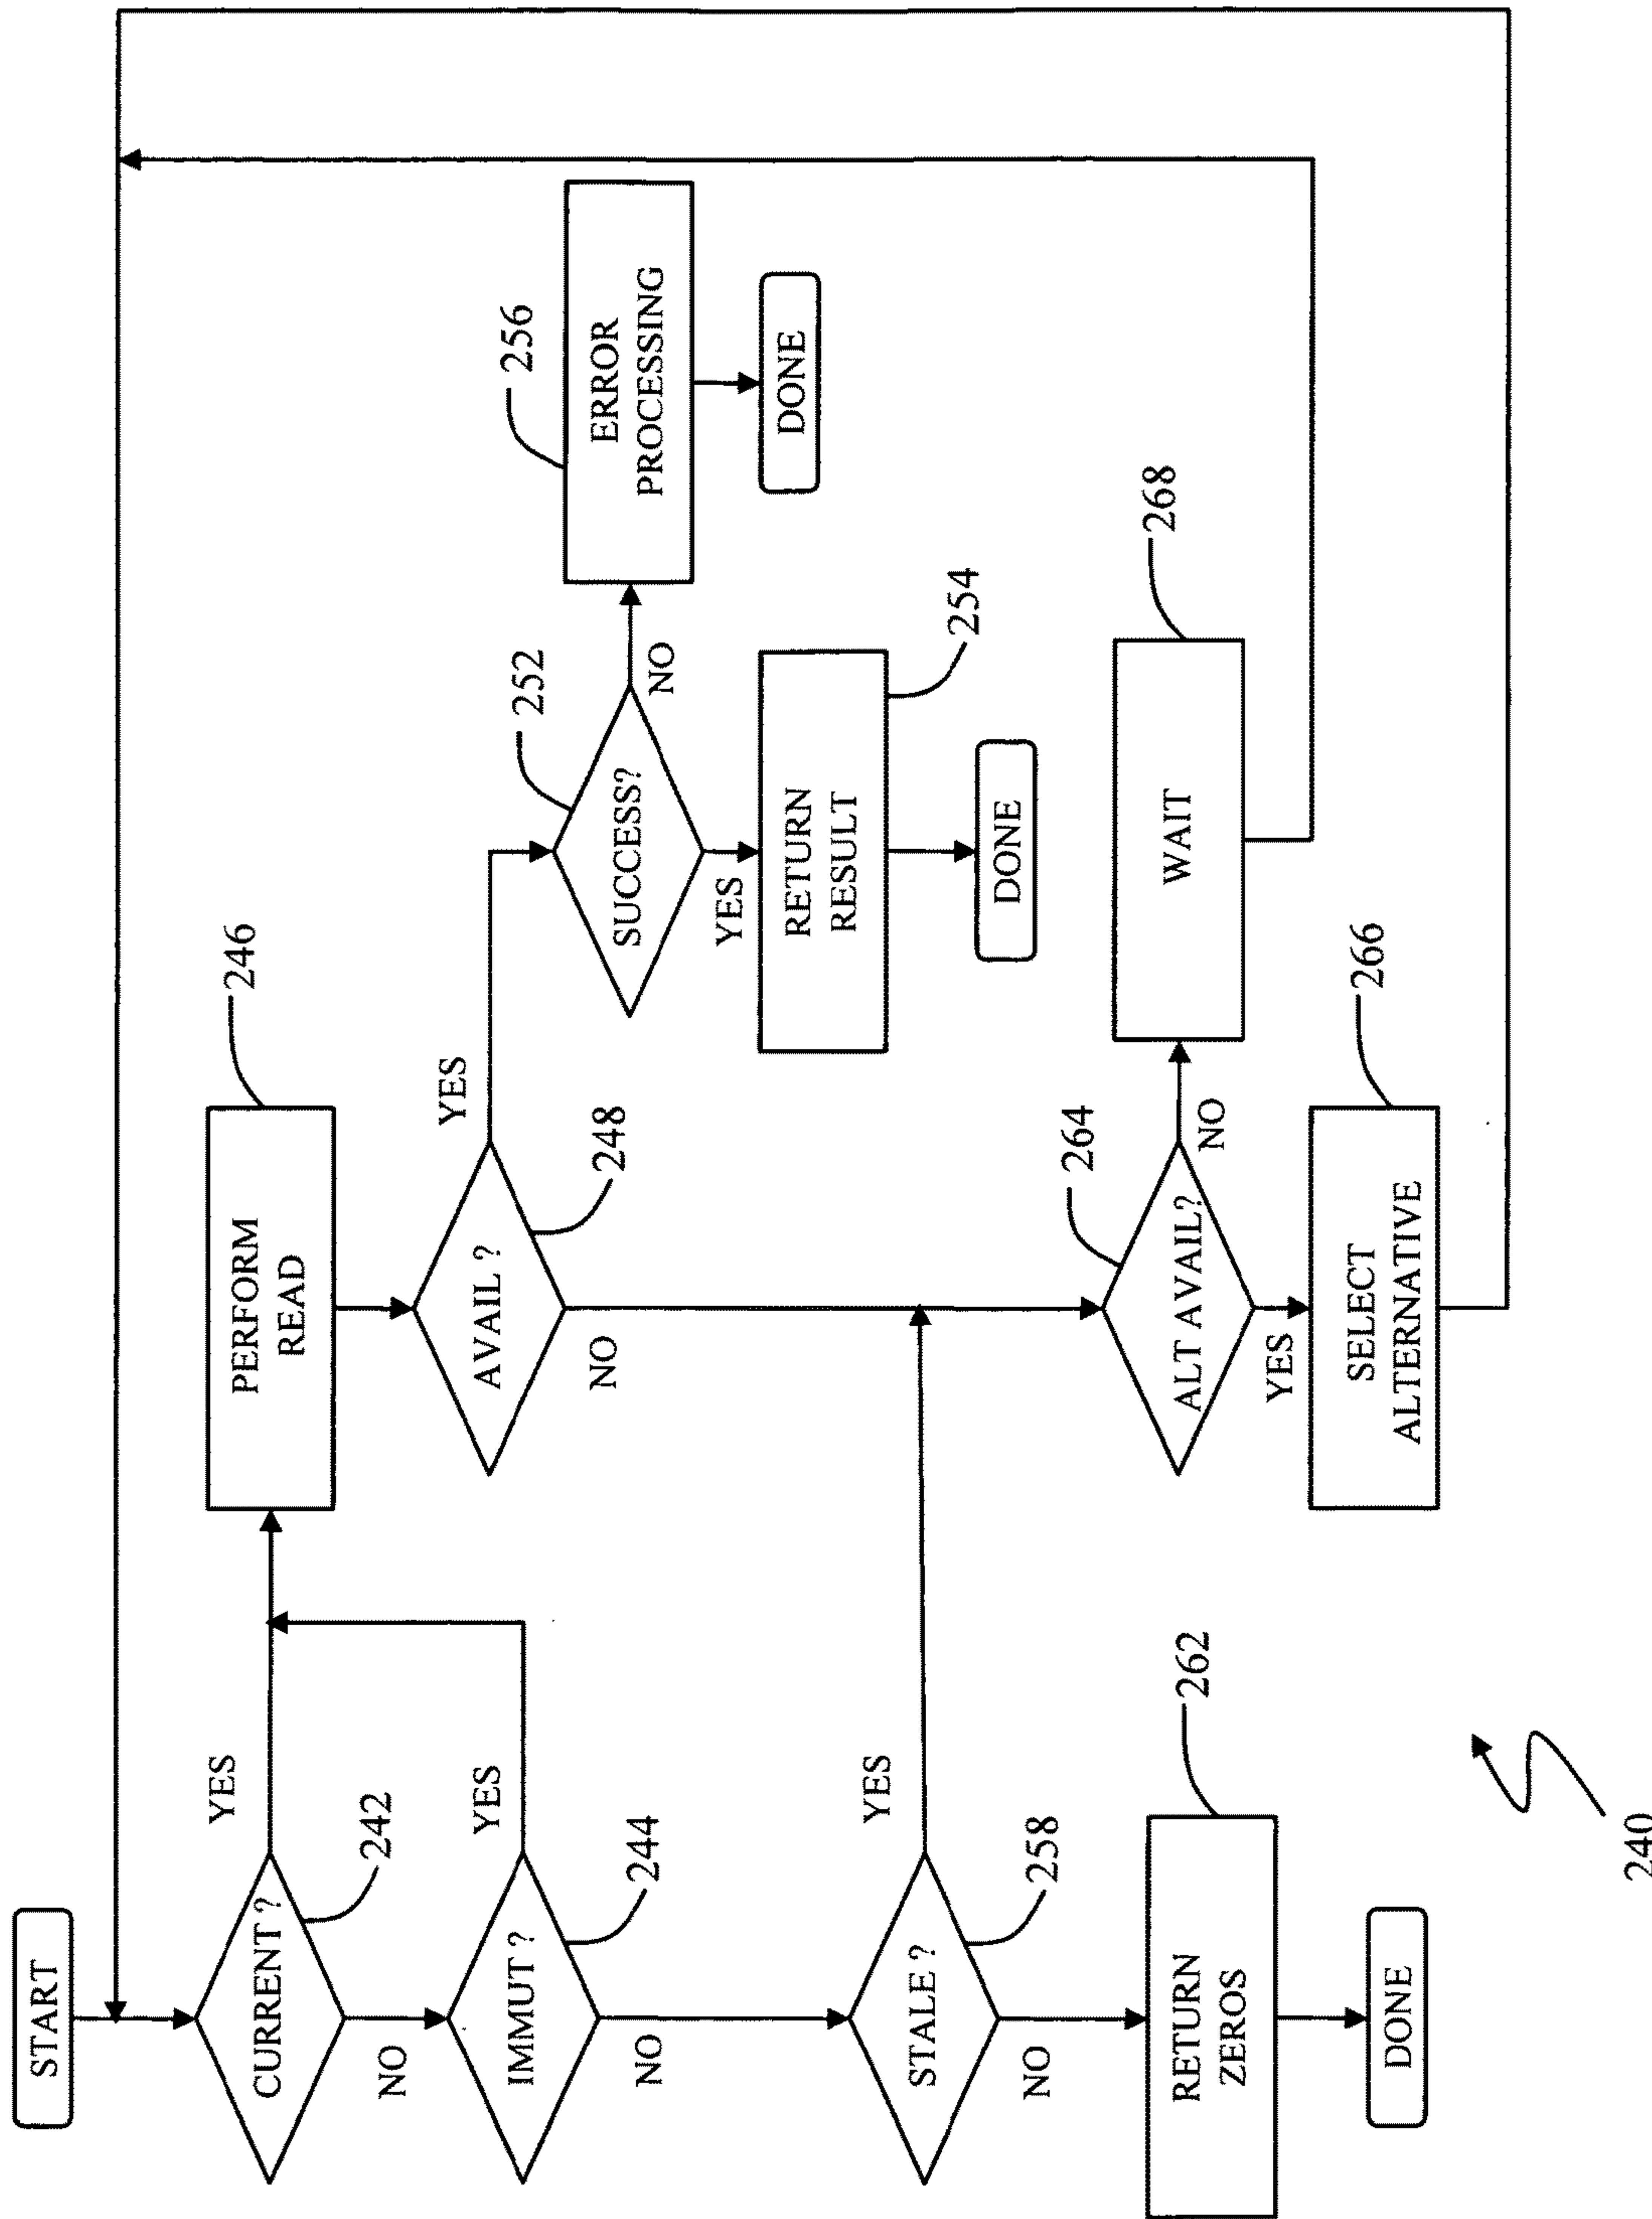 START
CURRENT ?
242
YES
NO
IMMUT ?
244
YES
NO
STALE ?
258
YES
NO
RETURN
ZEROS
262
DONE
PERFORM
READ
246
AVAIL ?
248
YES
NO
SUCCESS?
252
NO
YES
ERROR
PROCESSING
256
DONE
RETURN
RESULT
254
DONE
ALT AVAIL?
264
NO
YES
WAIT
268
SELECT
ALTERNATIVE
266
240